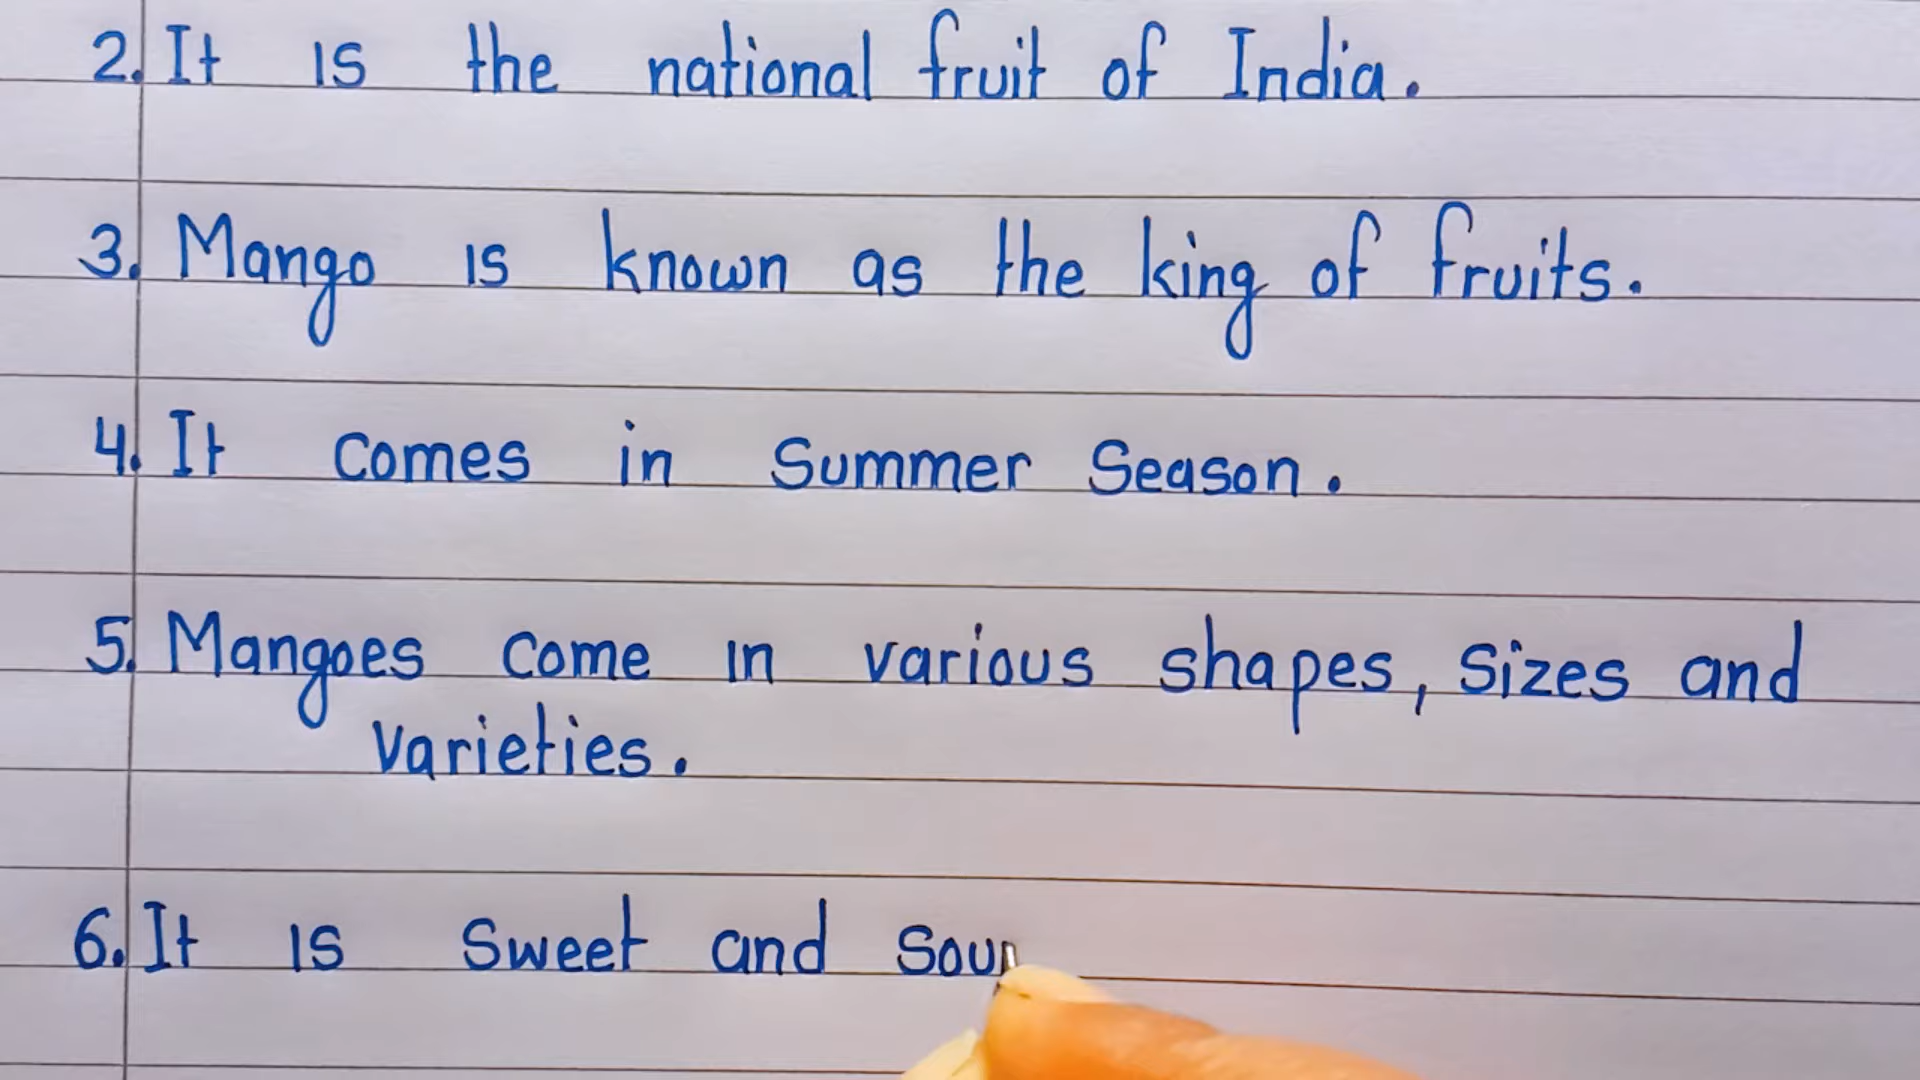 2. It is the national fruit of India.
3. Mango is known as the king of fruits.
4. It comes in Summer Season.
5. Mangoes come in various shapes, sizes and
varieties.
6. It is sweet and sour